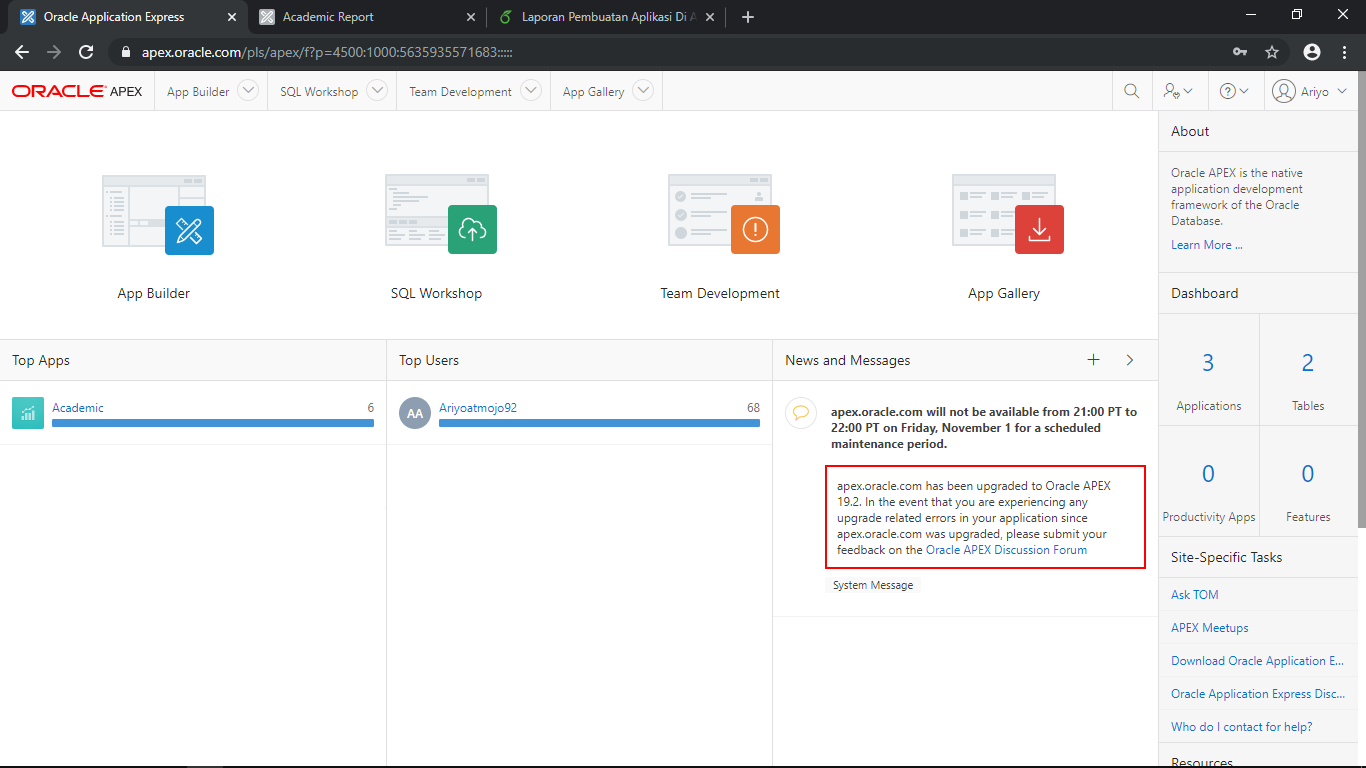 Oracle Application Express
Academic Report
Laporan Pembuatan Aplikasi Di A
apex.oracle.com/pls/apex/f?p=4500:1000:5635935571683:::::
ORACLE APEX
App Builder
SQL Workshop
Team Development
App Gallery
Ariyo
App Builder
SQL Workshop
Team Development
App Gallery
Top Apps
Academic
6
Top Users
AA
Ariyoatmojo92
68
News and Messages
apex.oracle.com will not be available from 21:00 PT to
22:00 PT on Friday, November 1 for a scheduled
maintenance period.
apex.oracle.com has been upgraded to Oracle APEX
19.2. In the event that you are experiencing any
upgrade related errors in your application since
apex.oracle.com was upgraded, please submit your
feedback on the Oracle APEX Discussion Forum
System Message
About
Oracle APEX is the native
application development
framework of the Oracle
Database.
Learn More ...
Dashboard
3
Applications
2
Tables
0
Productivity Apps
0
Features
Site-Specific Tasks
Ask TOM
APEX Meetups
Download Oracle Application E...
Oracle Application Express Disc...
Who do I contact for help?
Resources